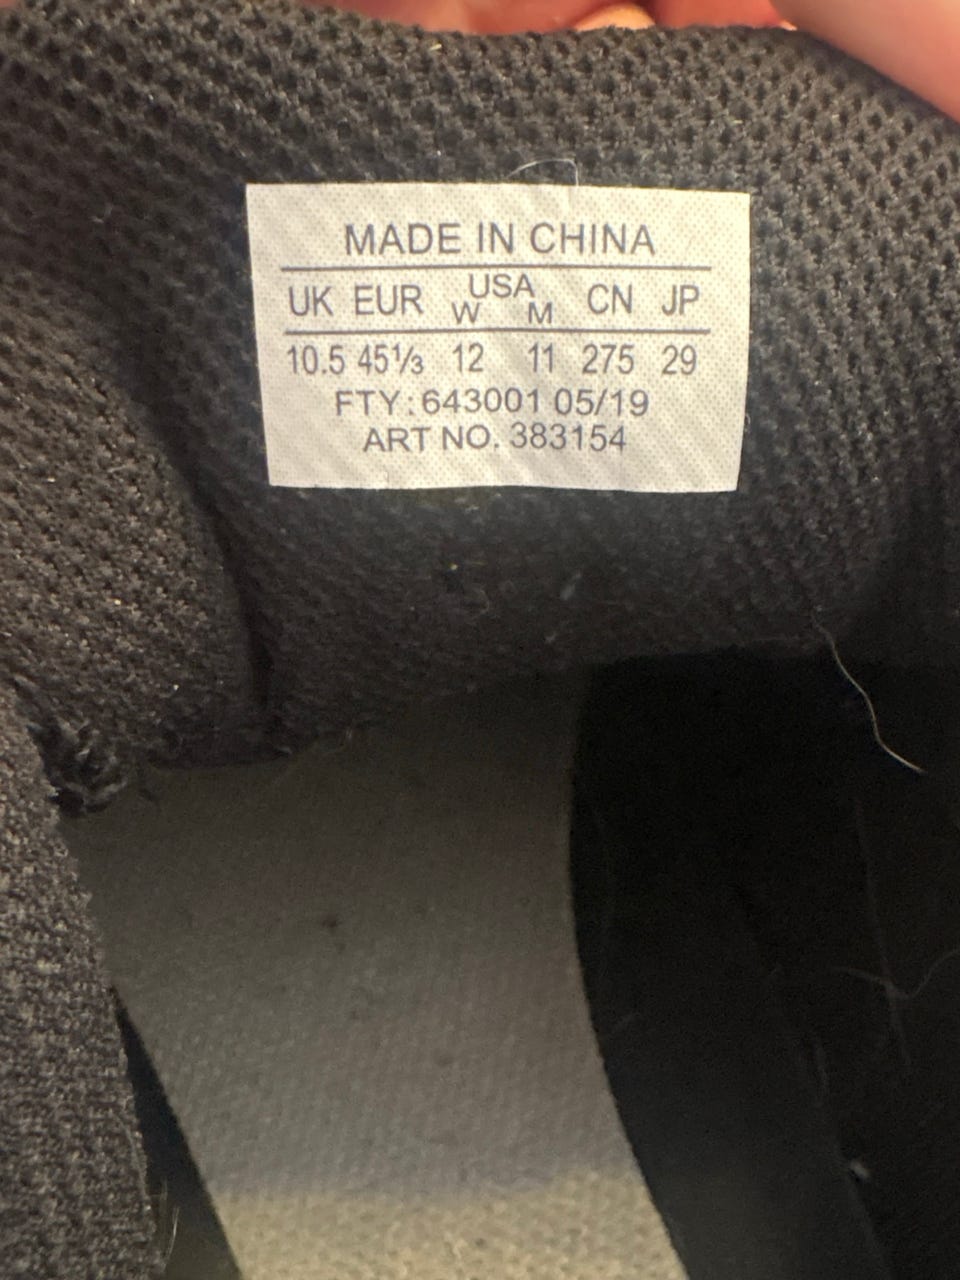 MADE IN CHINA
UK EUR USA W M CN JP
10.5 45⅓ 12 11 275 29
FTY: 643001 05/19
ART NO. 383154